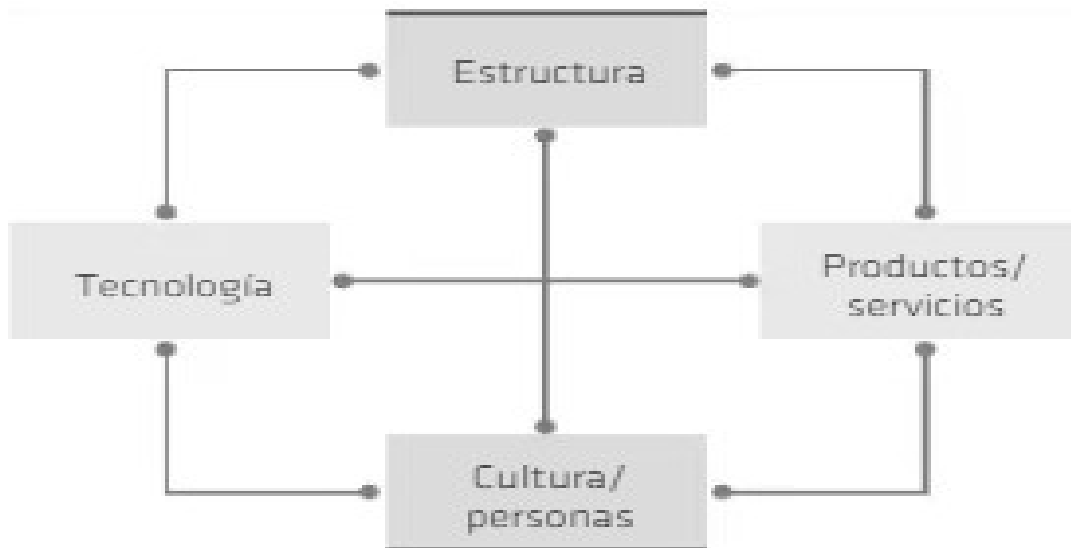 Estructura
Tecnología
Productos/
servicios
Cultura/
personas